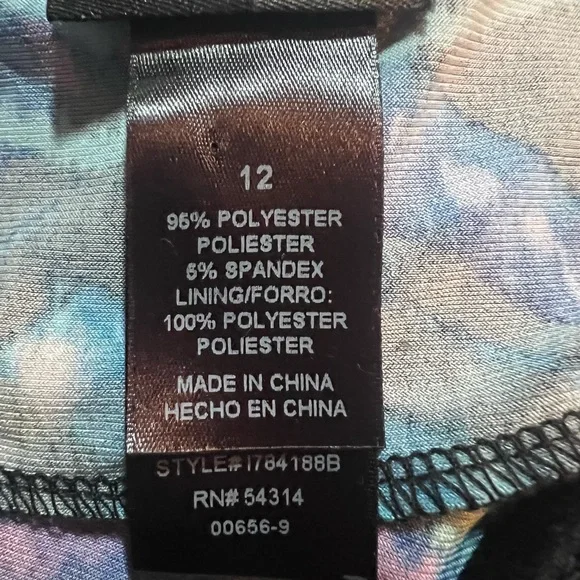 12
95% POLYESTER
POLIESTER
5% SPANDEX
LINING/FORRO:
100% POLYESTER
POLIESTER
MADE IN CHINA
HECHO EN CHINA
STYLE# I784188B
RN# 54314
00656-9